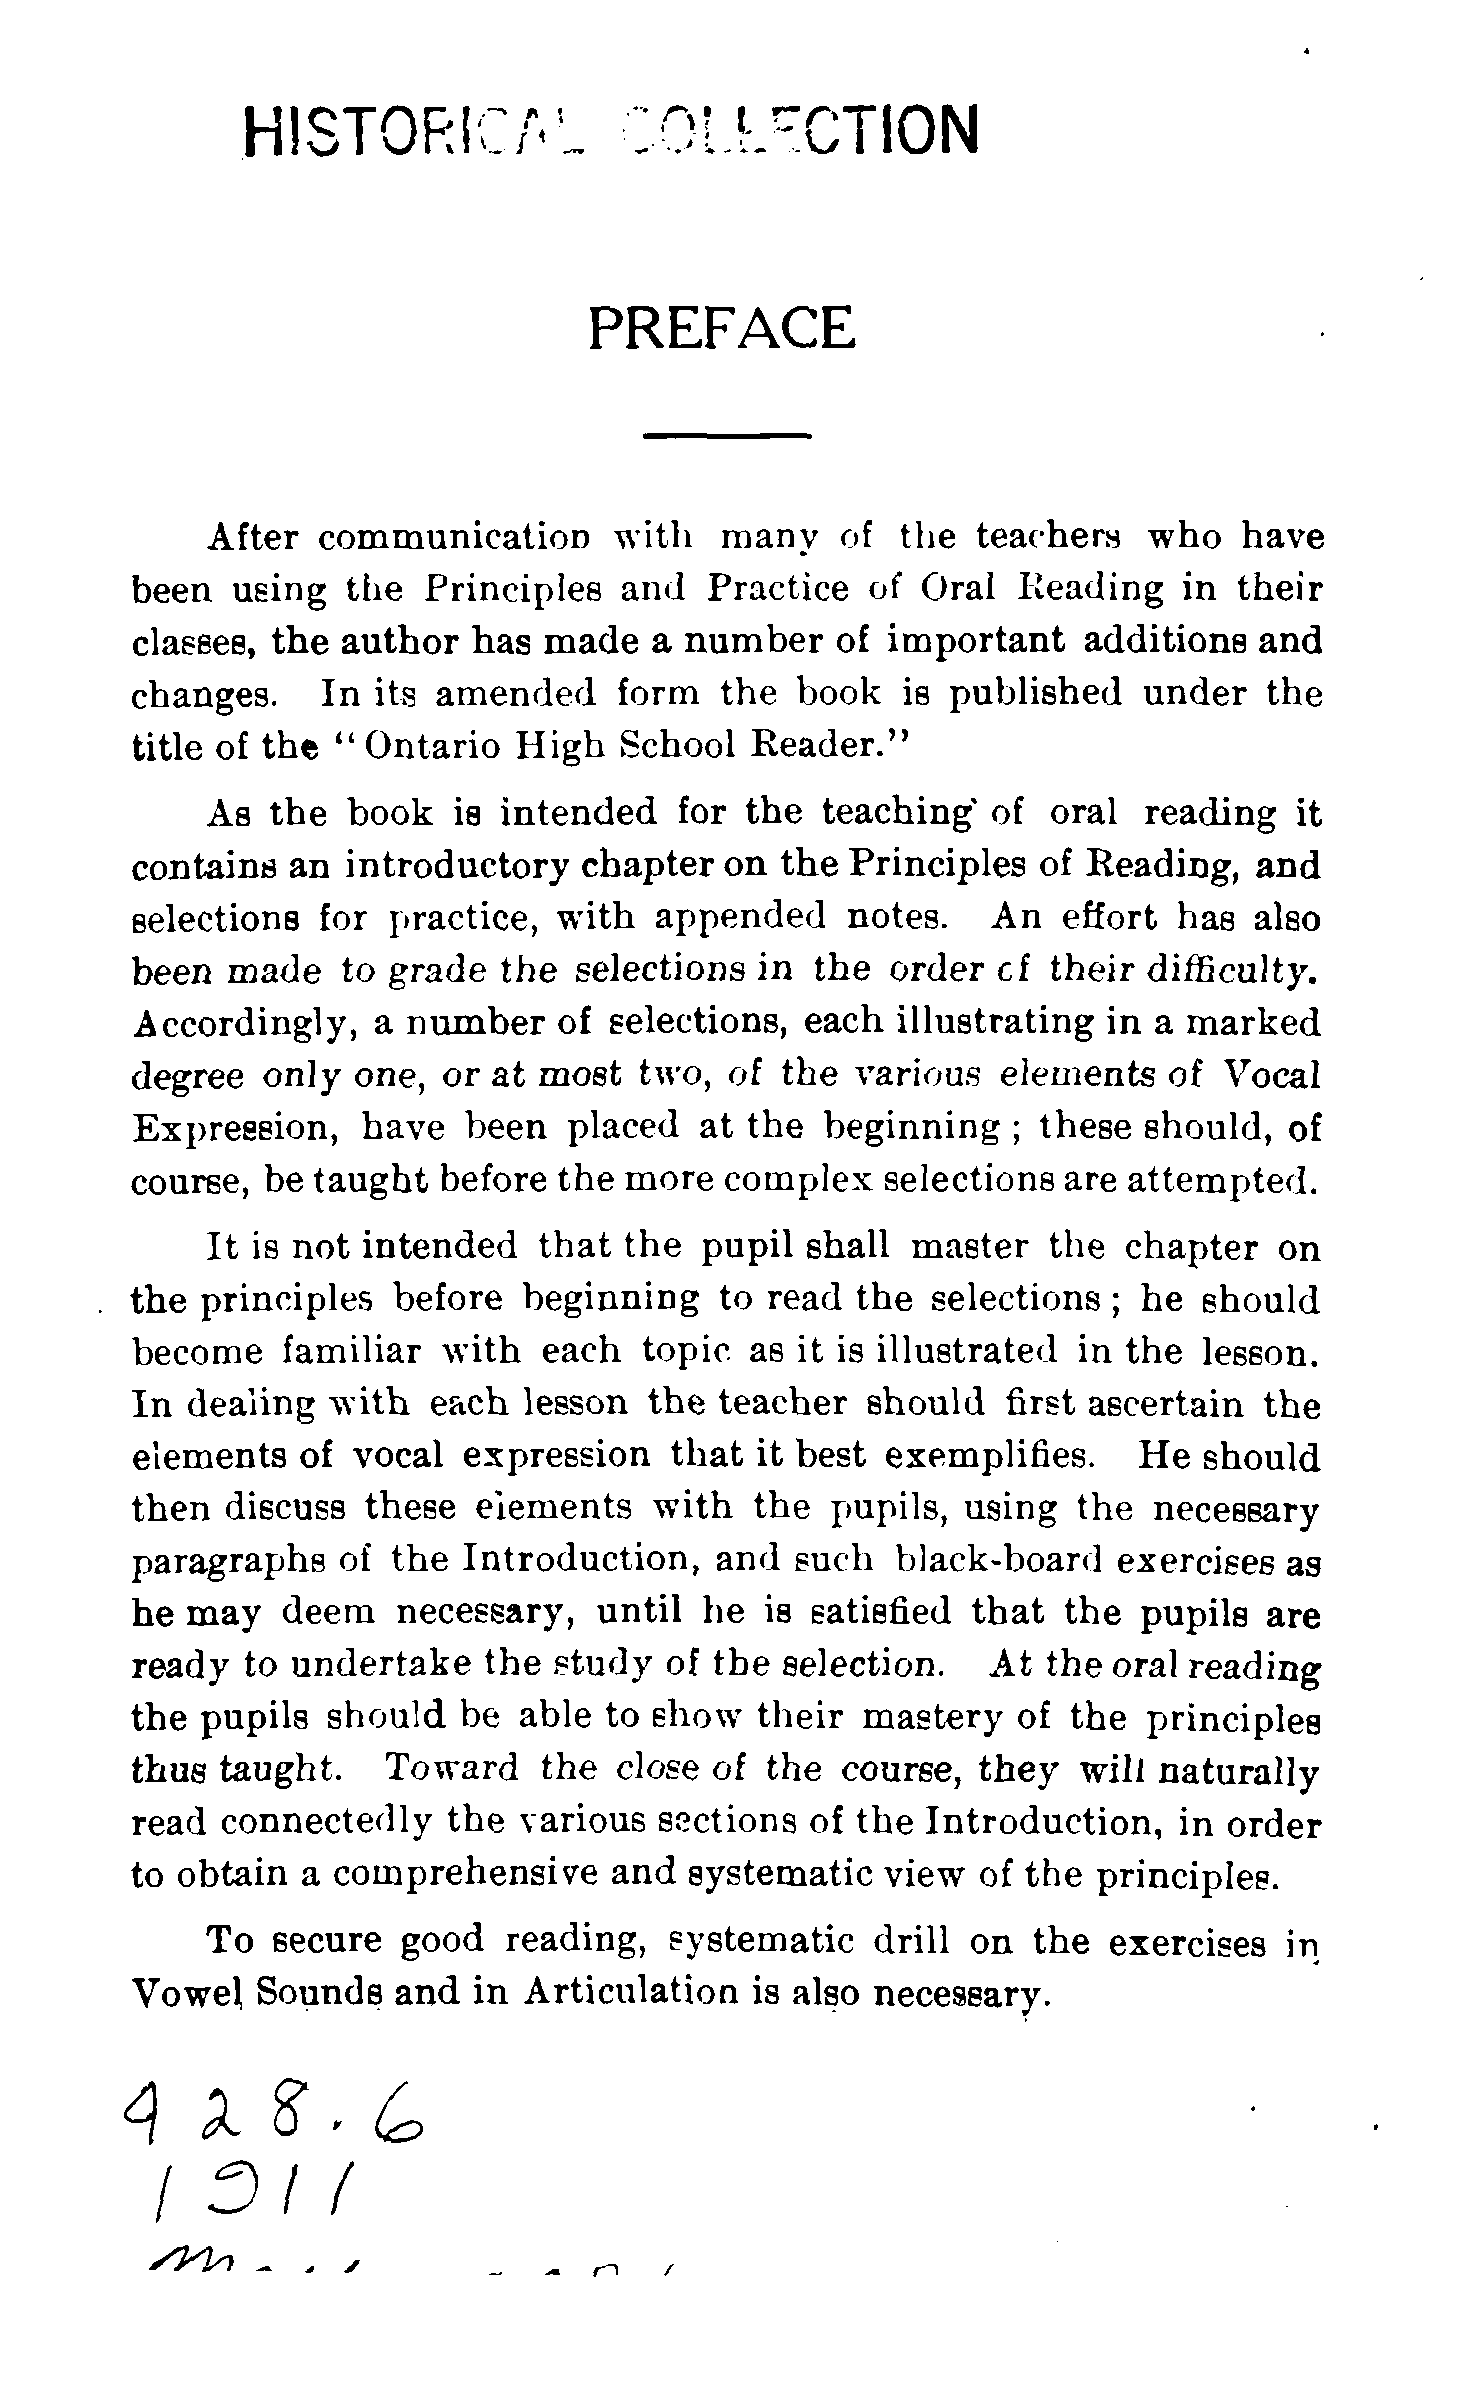 HISTORICAL COLLECTION
PREFACE
After communication with many of the teachers who have
been using the Principles and Practice of Oral Reading in their
classes, the author has made a number of important additions and
changes. In its amended form the book is published under the
title of the "Ontario High School Reader."
As the book is intended for the teaching of oral reading it
contains an introductory chapter on the Principles of Reading, and
selections for practice, with appended notes. An effort has also
been made to grade the selections in the order of their difficulty.
Accordingly, a number of selections, each illustrating in a marked
degree only one, or at most two, of the various elements of Vocal
Expression, have been placed at the beginning ; these should, of
course, be taught before the more complex selections are attempted.
It is not intended that the pupil shall master the chapter on
the principles before beginning to read the selections ; he should
become familiar with each topic as it is illustrated in the lesson.
In dealing with each lesson the teacher should first ascertain the
elements of vocal expression that it best exemplifies. He should
then discuss these elements with the pupils, using the necessary
paragraphs of the Introduction, and such black-board exercises as
he may deem necessary, until he is satisfied that the pupils are
ready to undertake the study of the selection. At the oral reading
the pupils should be able to show their mastery of the principles
thus taught. Toward the close of the course, they will naturally
read connectedly the various sections of the Introduction, in order
to obtain a comprehensive and systematic view of the principles.
To secure good reading, systematic drill on the exercises in
Vowel Sounds and in Articulation is also necessary.
428.6
1911